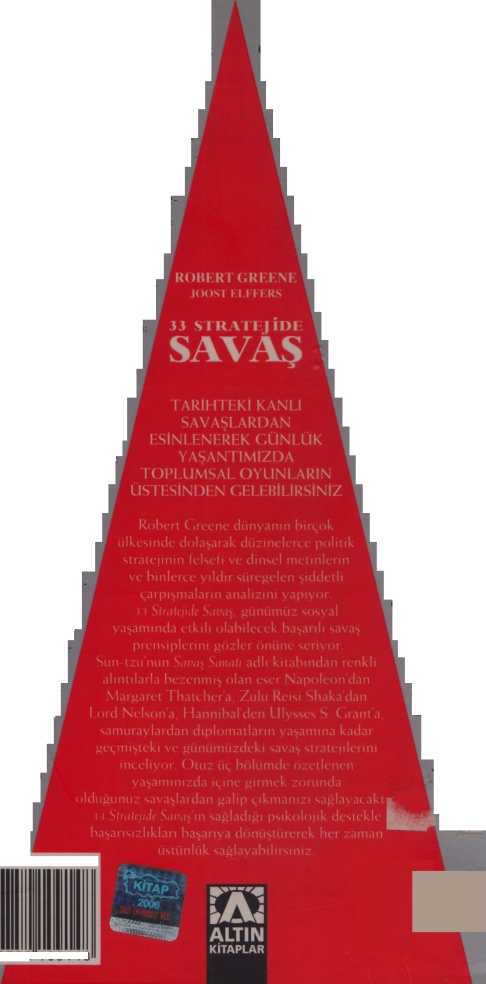 ROBERT GREENE
JOOST ELFFERS
33 STRATEJİDE
SAVAŞ
TARİHTEKİ KANLI
SAVAŞLARDAN
ESİNLENEREK GÜNLÜK
YAŞANTIMIZDA
TOPLUMSAL OYUNLARIN
ÜSTESİNDEN GELEBİLİRSİNİZ
Robert Greene dünyanın birçok
ülkesinde dolaşarak düzinelerce politik
stratejinin felsefi ve dinsel metinlerin
ve binlerce yıldır süregelen şiddetli
çarpışmaların analizini yapıyor.
33 Stratejide Savaş, günümüz sosyal
yaşamında etkili olabilecek başarılı savaş
prensiplerini gözler önüne seriyor.
Sun-tzu'nun Savaş Sanatı adlı kitabından renkli
alıntılarla bezenmiş olan eser Napoleon'dan
Margaret Thatcher'a, Zulu Reisi Shaka'dan
Lord Nelson'a, Hannibal'den Ulysses S. Grant'a,
samuraylardan diplomatların yaşamına kadar
geçmişteki ve günümüzdeki savaş stratejilerini
inceliyor. Otuz üç bölümde özetlenen
yaşamınızda içine girmek zorunda
olduğunuz savaşlardan galip çıkmanızı sağlayacaktı
33 Stratejide Savaş'ın sağladığı psikolojik destekle
başarısızlıkları başarıya dönüştürerek her zaman
üstünlük sağlayabilirsiniz.
KİTAP
2006
ALTIN
KİTAPLAR